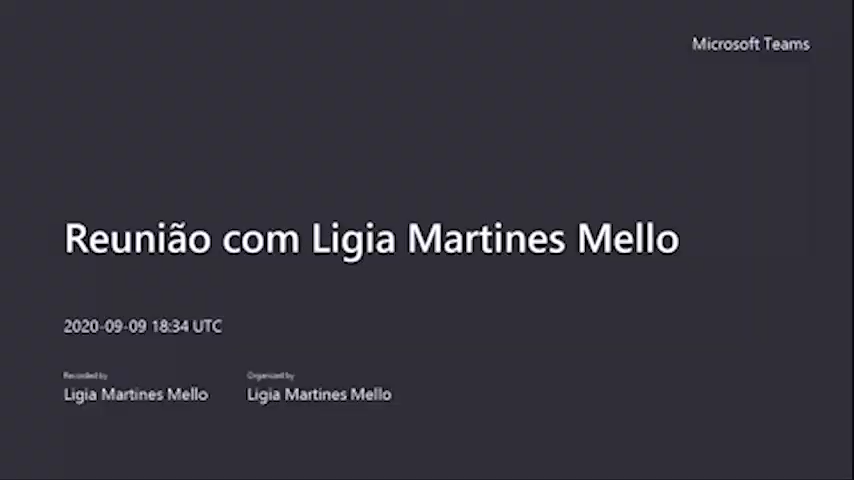 Microsoft Teams
Reunião com Ligia Martines Mello
2020-09-09 18:34 UTC
Recorded by
Organized by
Ligia Martines Mello
Ligia Martines Mello